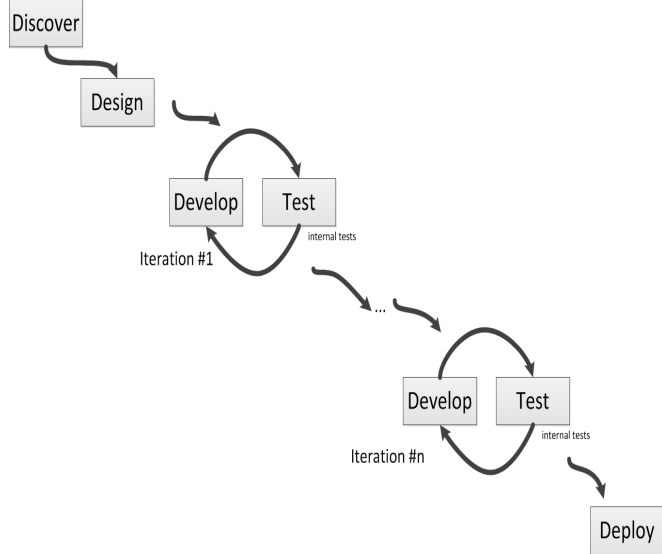 Discover
Design
Develop
Test
internal tests
Iteration #1
...
Develop
Test
internal tests
Iteration #n
Deploy